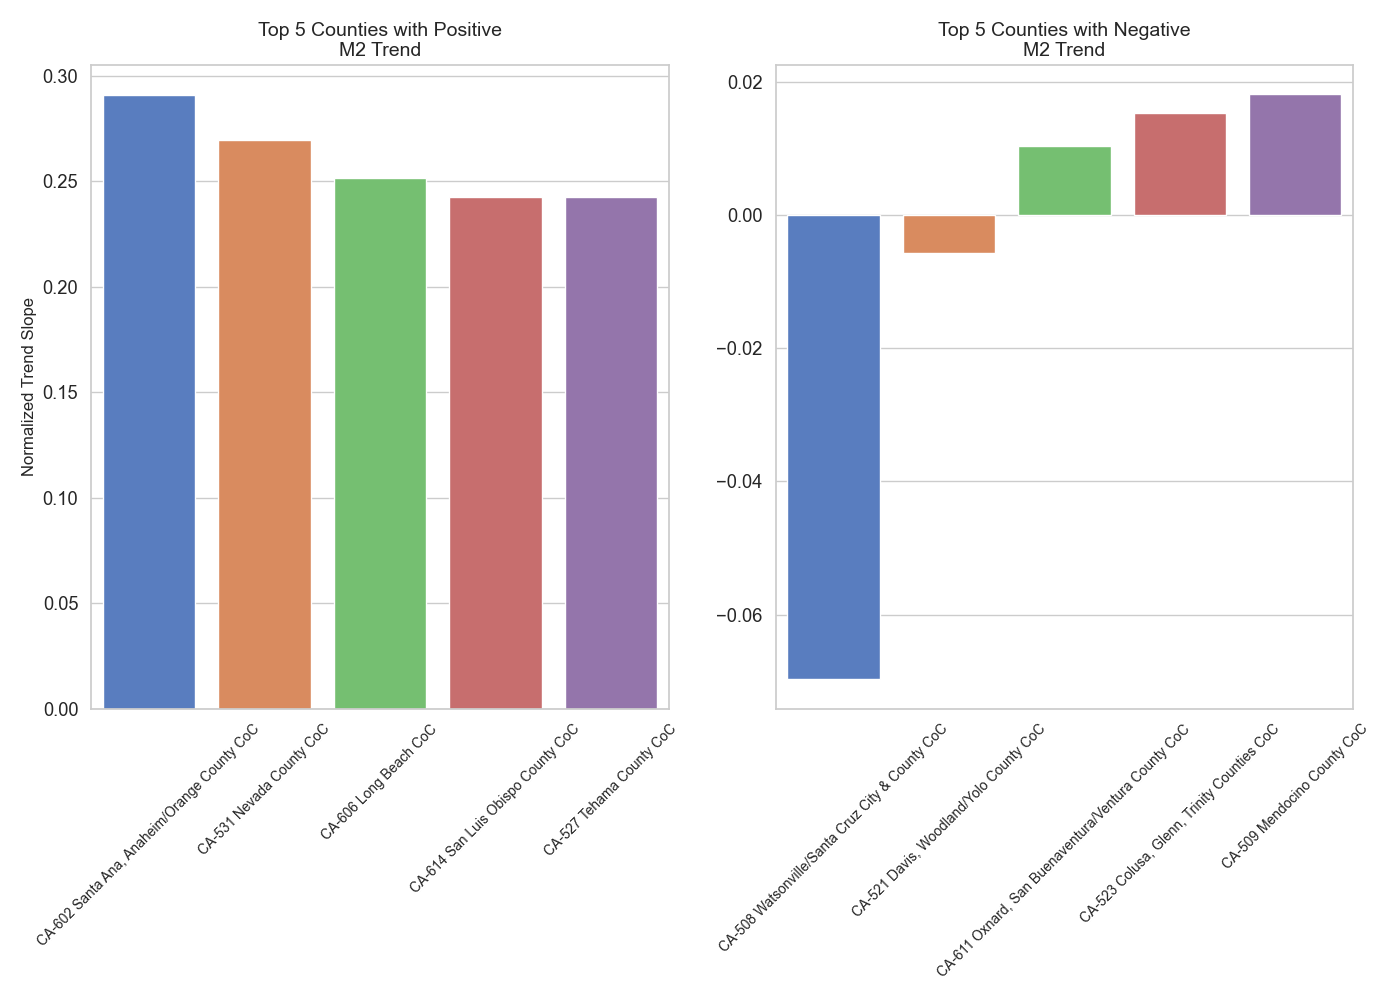 Top 5 Counties with Positive
M2 Trend
Normalized Trend Slope
0.30
0.25
0.20
0.15
0.10
0.05
0.00
CA-602 Santa Ana, Anaheim/Orange County CoC
CA-531 Nevada County CoC
CA-606 Long Beach CoC
CA-614 San Luis Obispo County CoC
CA-527 Tehama County CoC
Top 5 Counties with Negative
M2 Trend
0.02
0.00
−0.02
−0.04
−0.06
CA-508 Watsonville/Santa Cruz City & County CoC
CA-521 Davis, Woodland/Yolo County CoC
CA-611 Oxnard, San Buenaventura/Ventura County CoC
CA-523 Colusa, Glenn, Trinity Counties CoC
CA-509 Mendocino County CoC